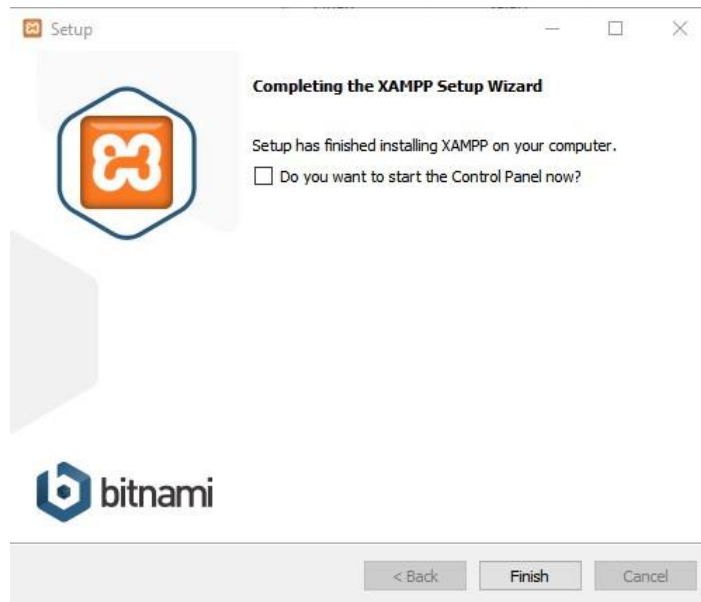 Setup
Completing the XAMPP Setup Wizard
Setup has finished installing XAMPP on your computer.
Do you want to start the Control Panel now?
bitnami
< Back
Finish
Cancel